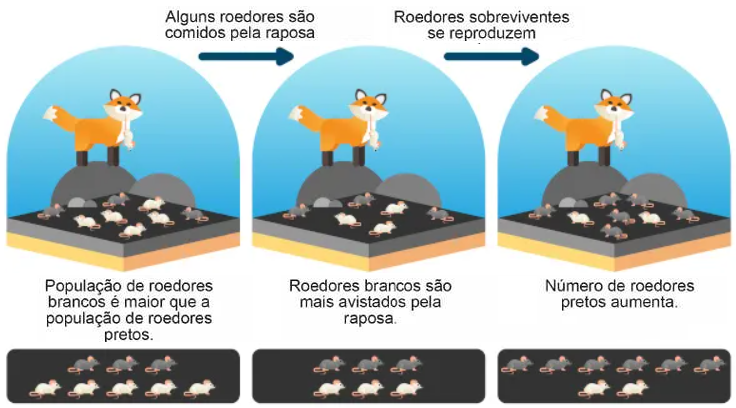 Alguns roedores são
comidos pela raposa
Roedores sobreviventes
se reproduzem
População de roedores
brancos é maior que a
população de roedores
pretos.
Roedores brancos são
mais avistados pela
raposa.
Número de roedores
pretos aumenta.